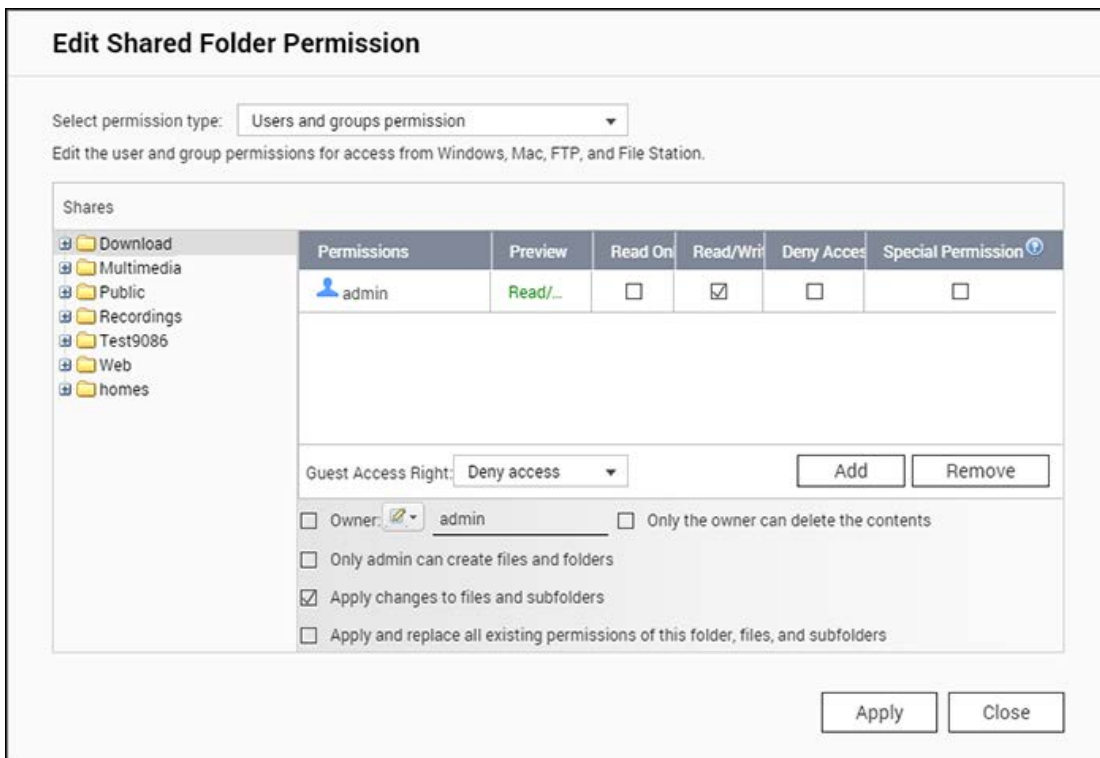 Edit Shared Folder Permission
Select permission type: Users and groups permission
Edit the user and group permissions for access from Windows, Mac, FTP, and File Station.
Shares
Download
Multimedia
Public
Recordings
Test9086
Web
homes
Permissions Preview Read Onl Read/Writ Deny Acces Special Permission
admin Read/...
Guest Access Right: Deny access Add Remove
Owner: admin Only the owner can delete the contents
Only admin can create files and folders
Apply changes to files and subfolders
Apply and replace all existing permissions of this folder, files, and subfolders
Apply Close